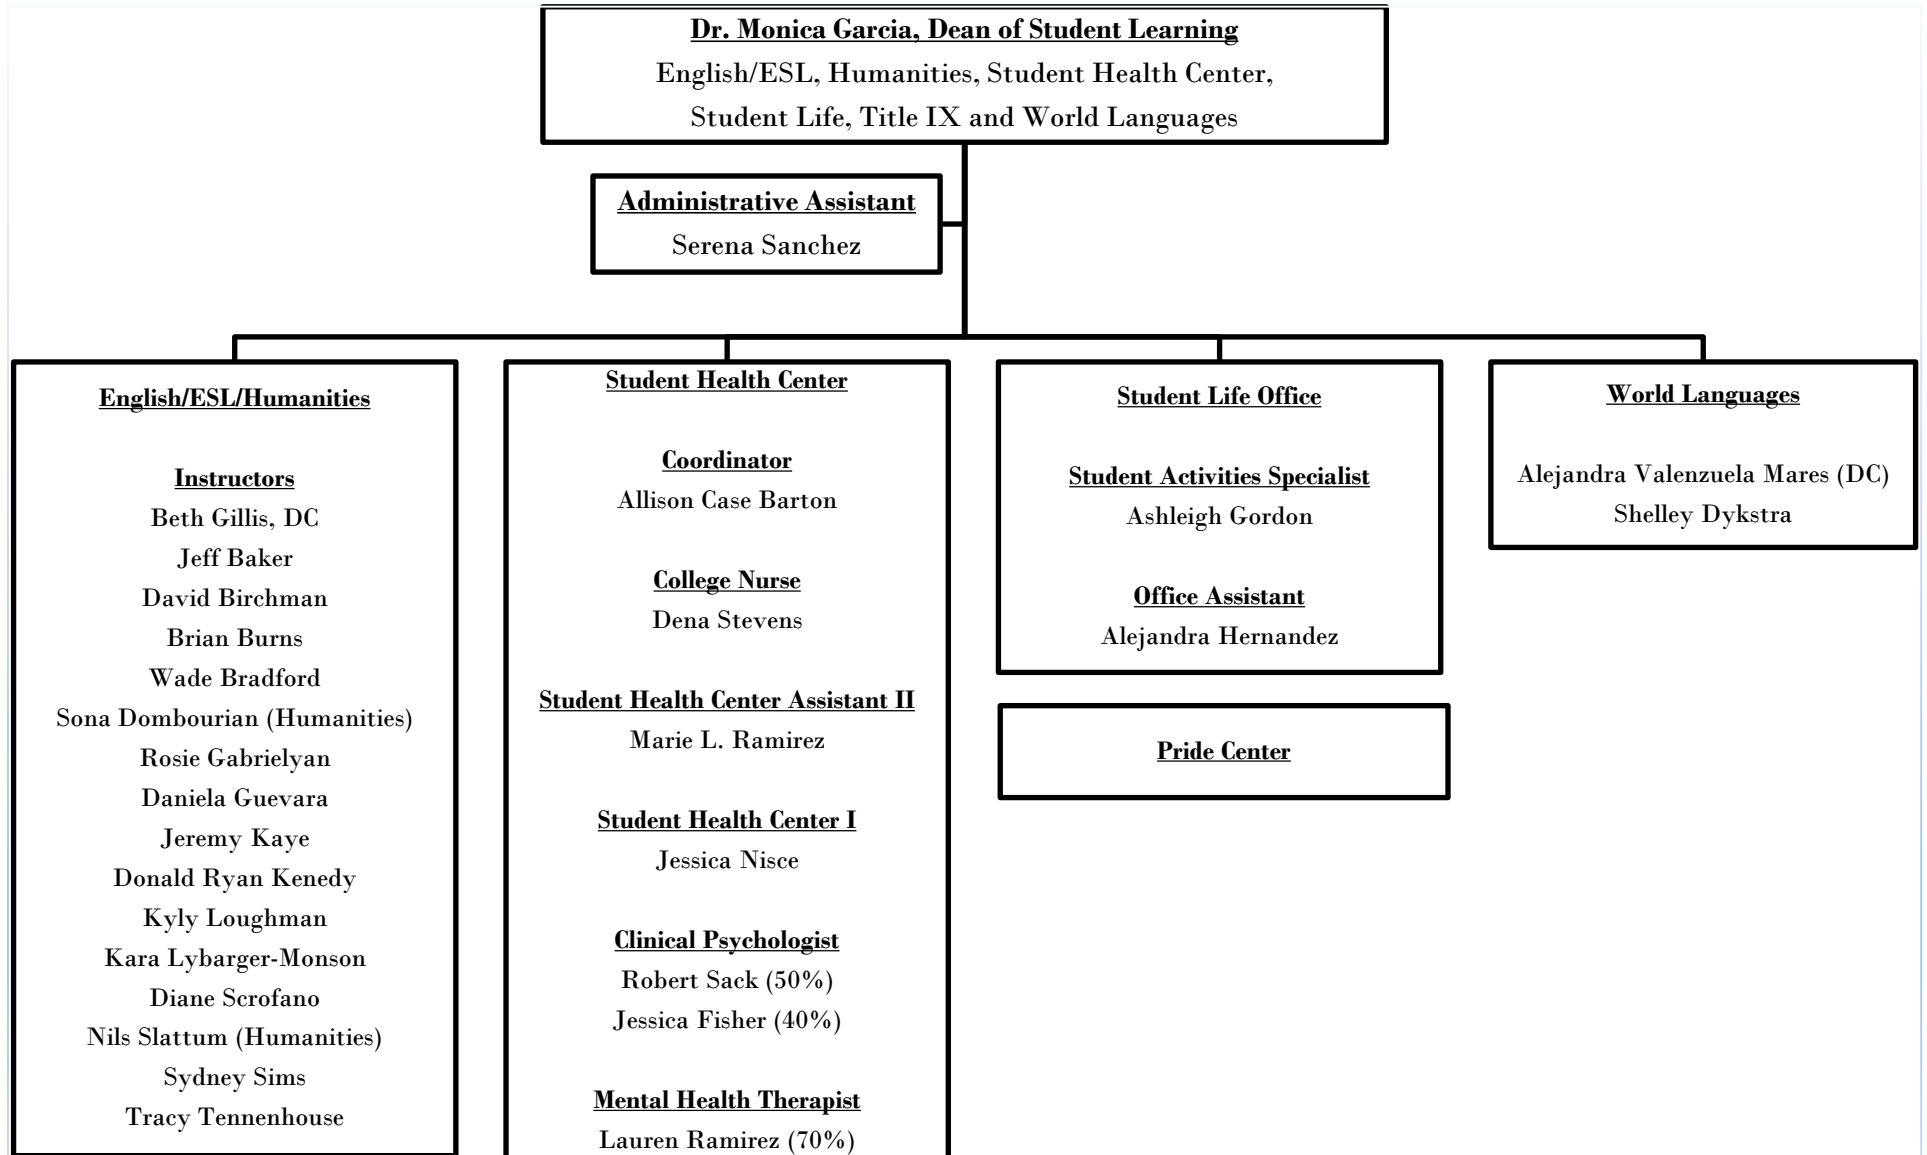 Dr. Monica Garcia, Dean of Student Learning
English/ESL, Humanities, Student Health Center,
Student Life, Title IX and World Languages
Administrative Assistant
Serena Sanchez
English/ESL/Humanities
Instructors
Beth Gillis, DC
Jeff Baker
David Birchman
Brian Burns
Wade Bradford
Sona Dombourian (Humanities)
Rosie Gabrielyan
Daniela Guevara
Jeremy Kaye
Donald Ryan Kenedy
Kyly Loughman
Kara Lybarger-Monson
Diane Scrofano
Nils Slattum (Humanities)
Sydney Sims
Tracy Tennenhouse
Student Health Center
Coordinator
Allison Case Barton
College Nurse
Dena Stevens
Student Health Center Assistant II
Marie L. Ramirez
Student Health Center I
Jessica Nisce
Clinical Psychologist
Robert Sack (50%)
Jessica Fisher (40%)
Mental Health Therapist
Lauren Ramirez (70%)
Student Life Office
Student Activities Specialist
Ashleigh Gordon
Office Assistant
Alejandra Hernandez
Pride Center
World Languages
Alejandra Valenzuela Mares (DC)
Shelley Dykstra